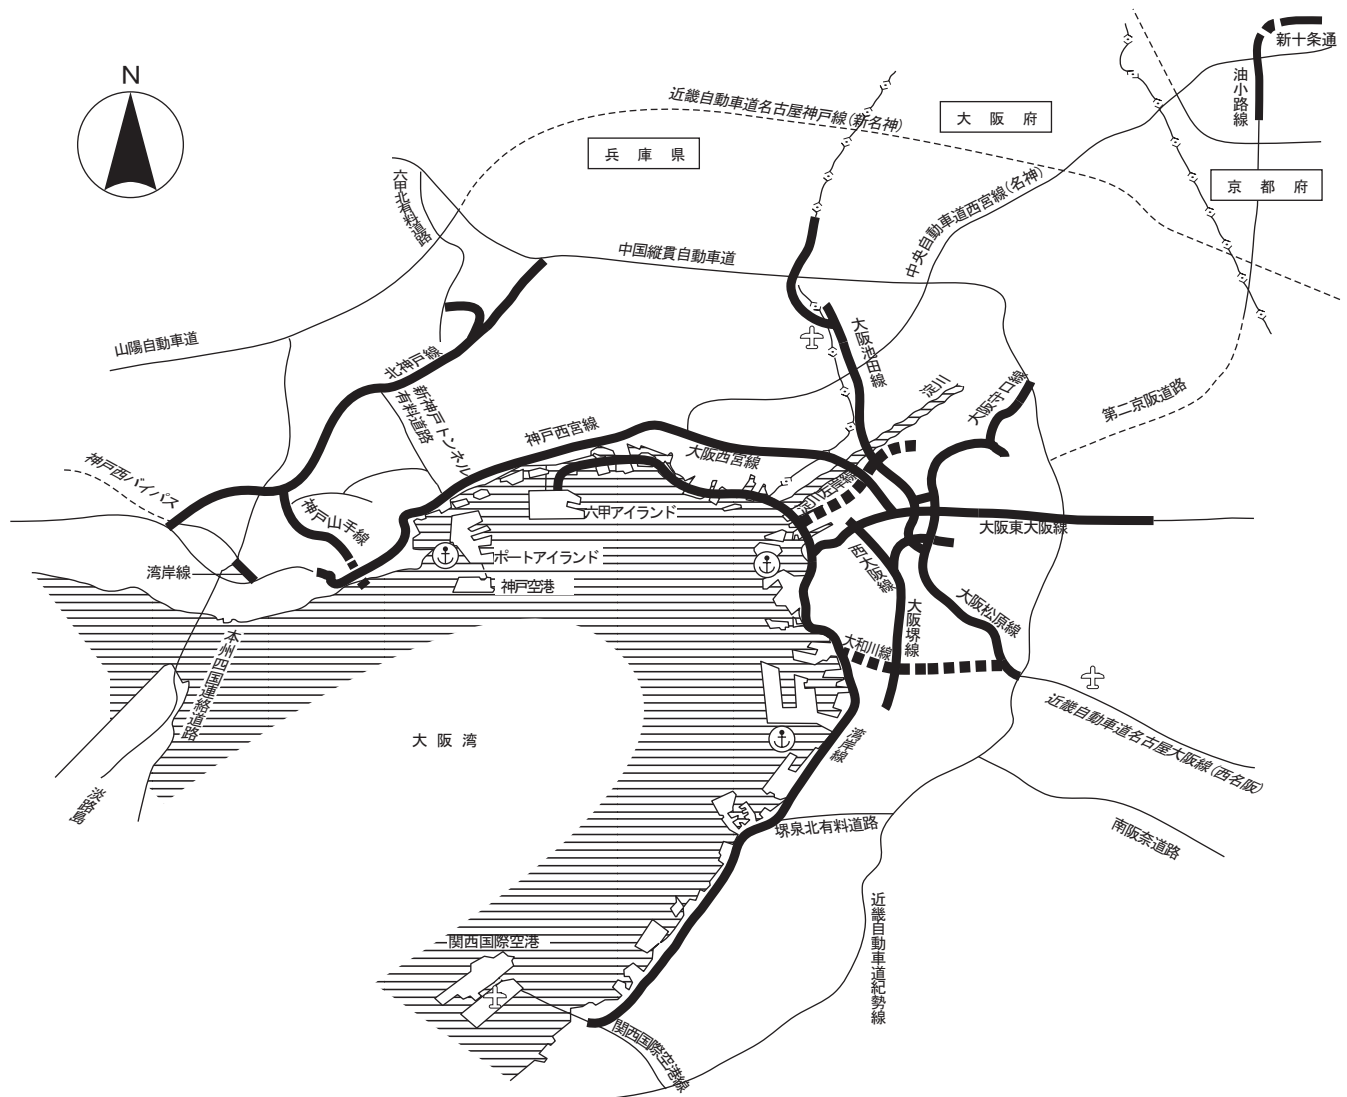 N
新十条通
油小路線
近畿自動車道名古屋神戸線(新名神)
大阪府
兵庫県
京都府
六甲北有料道路
中国縦貫自動車道
中央自動車道西宮線(名神)
山陽自動車道
北神戸線
大阪池田線
新神戸トンネル
有料道路
淀川
大阪守口線
第二京阪道路
神戸西宮線
大阪西宮線
神戸西バイパス
神戸山手線
六甲アイランド
淀川左岸線
大阪東大阪線
ポートアイランド
西大阪線
湾岸線
神戸空港
大阪堺線
大阪松原線
本州四国連絡道路
大和川線
近畿自動車道名古屋大阪線(西名阪)
大阪湾
湾岸線
淡路島
堺泉北有料道路
南阪奈道路
近畿自動車道紀勢線
関西国際空港
関西国際空港線